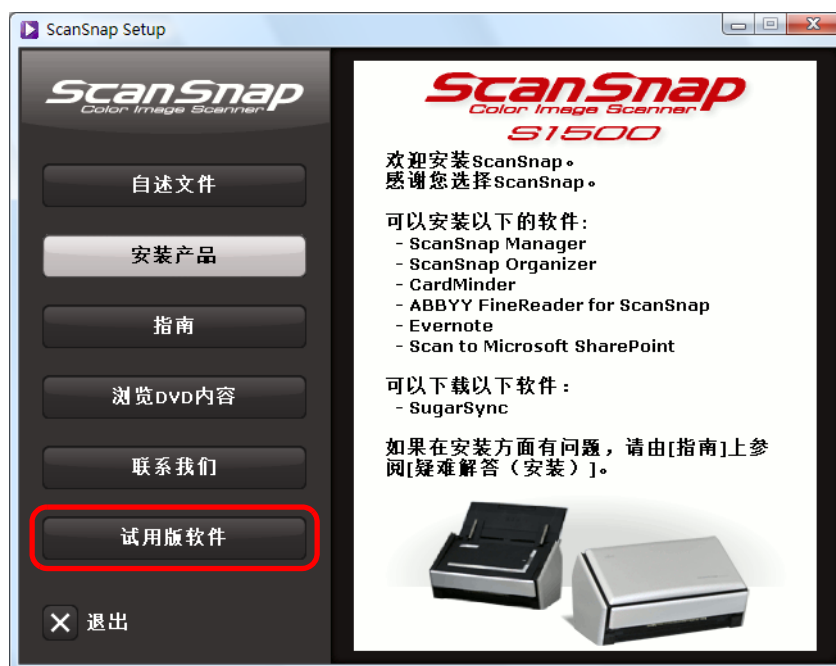 ScanSnap Setup
ScanSnap
Color Image Scanner
自述文件
安装产品
指南
浏览DVD内容
联系我们
试用版软件
退出
ScanSnap
Color Image Scanner
S1500
欢迎安装ScanSnap。
感谢您选择ScanSnap。
可以安装以下的软件:
- ScanSnap Manager
- ScanSnap Organizer
- CardMinder
- ABBYY FineReader for ScanSnap
- Evernote
- Scan to Microsoft SharePoint
可以下载以下软件:
- SugarSync
如果在安装方面有问题，请由[指南]上参
阅[疑难解答（安装）]。